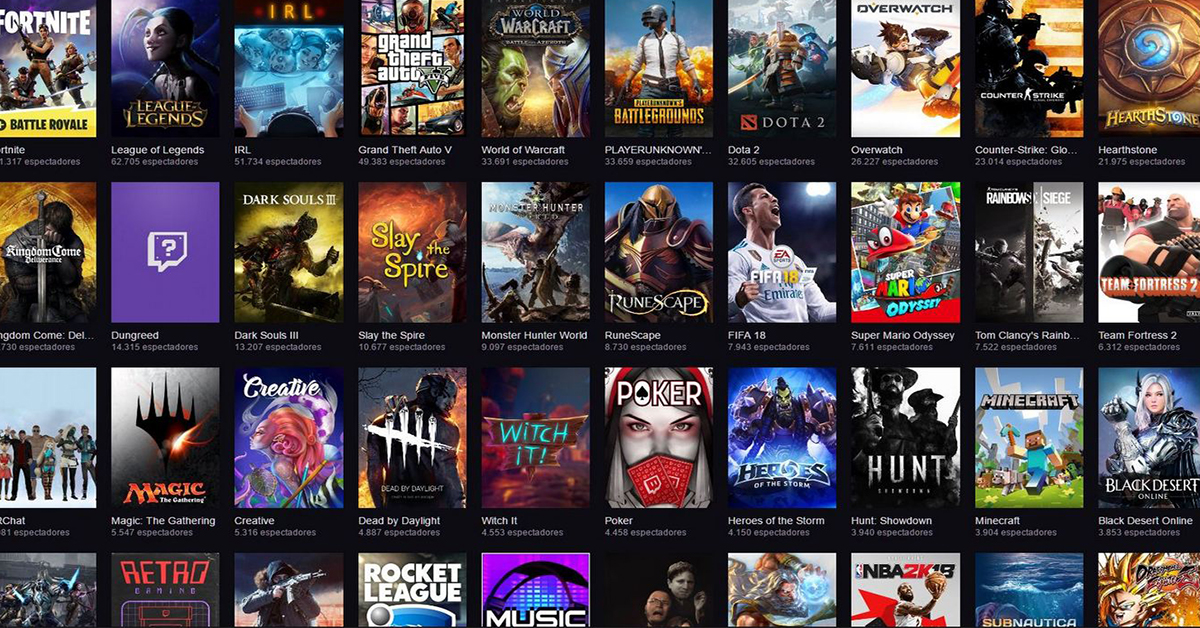 FORTNITE
BATTLE ROYALE
LEAGUE OF LEGENDS
IRL
grand theft auto V
FIVE
WORLD OF WARCRAFT
BATTLE FOR AZEROTH
PLAYERUNKNOWN'S
BATTLEGROUNDS
DOTA 2
OVERWATCH
COUNTER STRIKE
HEARTHSTONE
rtnite
League of Legends
IRL
Grand Theft Auto V
World of Warcraft
PLAYERUNKNOWN'...
Dota 2
Overwatch
Counter-Strike: Glo...
Hearthstone
1.317 espectadores
62.705 espectadores
51.734 espectadores
49.383 espectadores
33.691 espectadores
33.659 espectadores
32.605 espectadores
26.227 espectadores
23.014 espectadores
21.975 espectadores
Kingdom Come
Deliverance
?
DARK SOULS III
Slay the Spire
MONSTER HUNTER
WORLD
RUNESCAPE
EA SPORTS
FIFA 18
Fly Emirates
SUPER MARIO ODYSSEY
RAINBOW SIX SIEGE
TEAM FORTRESS 2
ngdom Come: Del...
Dungreed
Dark Souls III
Slay the Spire
Monster Hunter World
RuneScape
FIFA 18
Super Mario Odyssey
Tom Clancy's Rainb...
Team Fortress 2
730 espectadores
14.315 espectadores
13.207 espectadores
10.677 espectadores
9.097 espectadores
8.730 espectadores
7.943 espectadores
7.611 espectadores
7.522 espectadores
6.312 espectadores
MAGIC
The Gathering
Creative
DEAD BY DAYLIGHT
WiTCH iT!
POKER
HEROES
OF THE STORM
HUNT
SHOWDOWN
MINECRAFT
BLACK DESERT
ONLINE
RChat
Magic: The Gathering
Creative
Dead by Daylight
Witch It
Poker
Heroes of the Storm
Hunt: Showdown
Minecraft
Black Desert Online
981 espectadores
5.547 espectadores
5.316 espectadores
4.887 espectadores
4.553 espectadores
4.458 espectadores
4.150 espectadores
3.940 espectadores
3.904 espectadores
3.853 espectadores
RETRO
GAMING
ROCKET LEAGUE
MUSIC
NBA2K18
SUBNAUTICA
DRAGONBALL